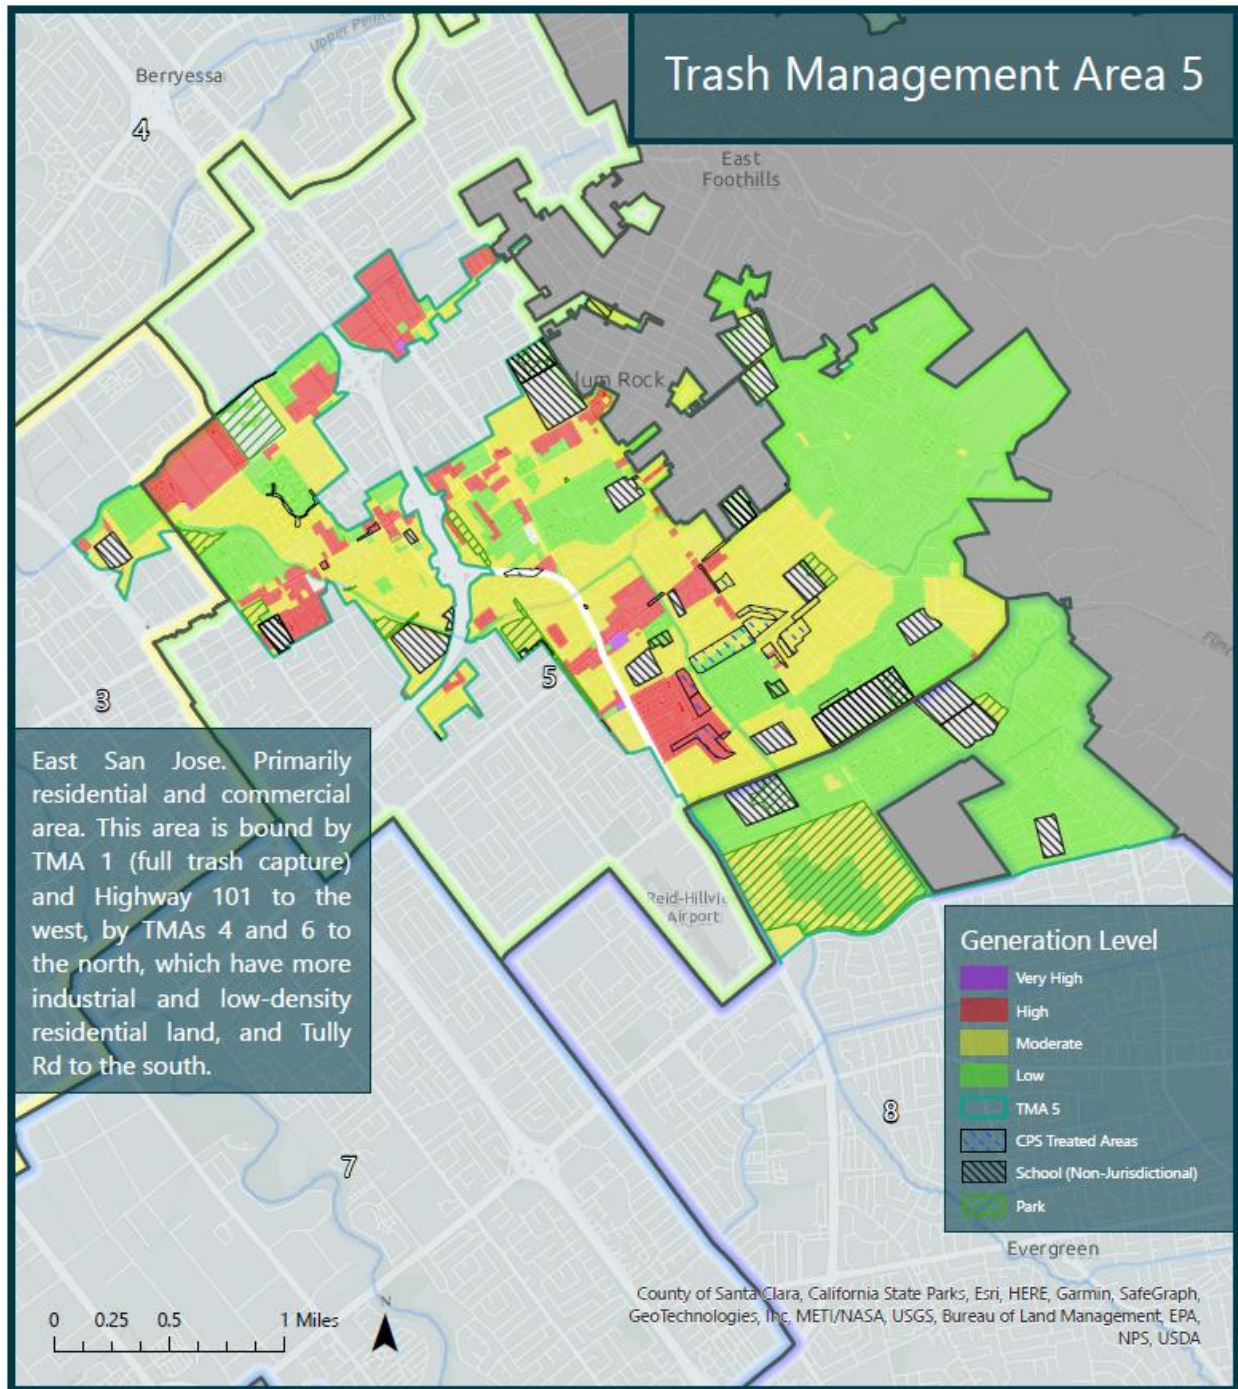 Trash Management Area 5
Upper Penit
Berryessa
4
East
Foothills
lum Rock
5
3
East San Jose. Primarily
residential and commercial
area. This area is bound by
TMA 1 (full trash capture)
and Highway 101 to the
west, by TMAs 4 and 6 to
the north, which have more
industrial and low-density
residential land, and Tully
Rd to the south.
Reid-Hillvie
Airport
Generation Level
Very High
High
Moderate
Low
TMA 5
CPS Treated Areas
School (Non-Jurisdictional)
Park
8
7
Evergreen
County of Santa Clara, California State Parks, Esri, HERE, Garmin, SafeGraph,
GeoTechnologies, Inc, METI/NASA, USGS, Bureau of Land Management, EPA,
NPS, USDA
0 0.25 0.5 1 Miles
N